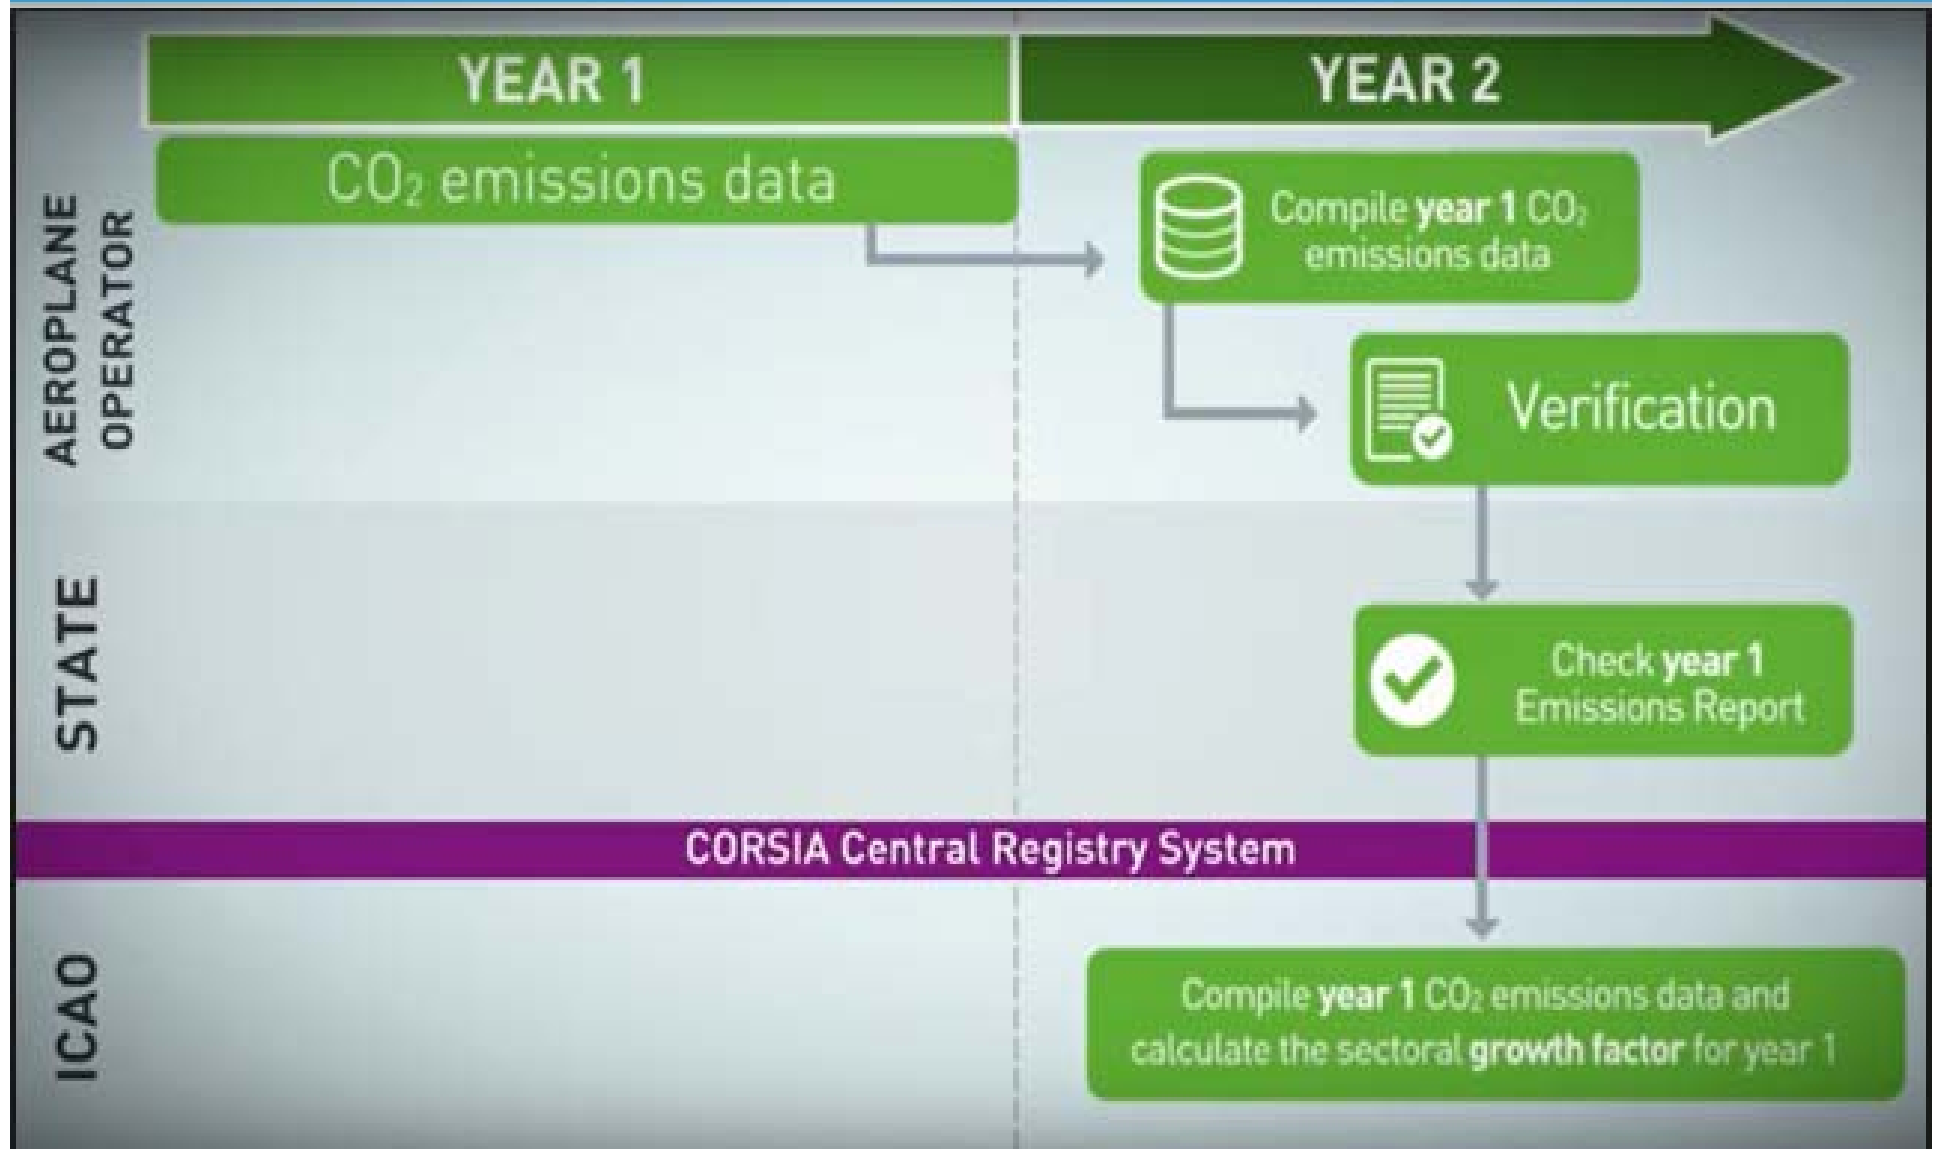 YEAR 1
YEAR 2
AEROPLANE
OPERATOR
CO₂ emissions data
Compile year 1 CO₂
emissions data
Verification
STATE
Check year 1
Emissions Report
CORSIA Central Registry System
ICAO
Compile year 1 CO₂ emissions data and
calculate the sectoral growth factor for year 1